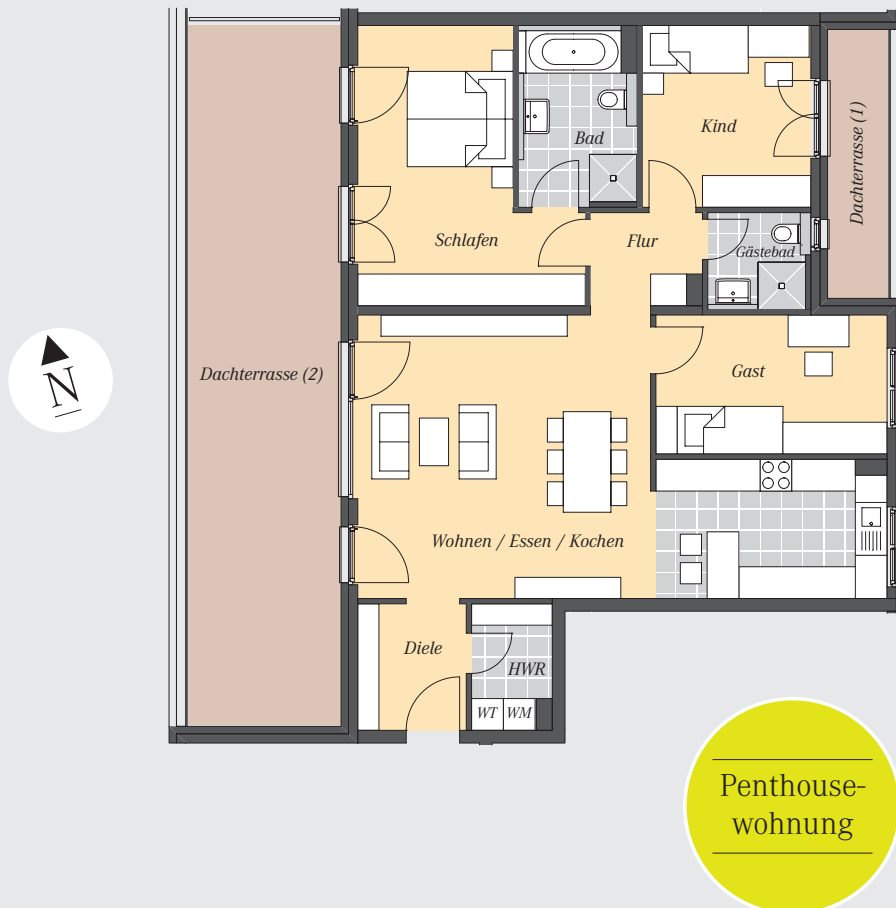 Bad
Kind
Dachterrasse (1)
Schlafen
Flur
Gästebad
N
Dachterrasse (2)
Gast
Wohnen / Essen / Kochen
Diele
HWR
WT WM
Penthouse-
wohnung